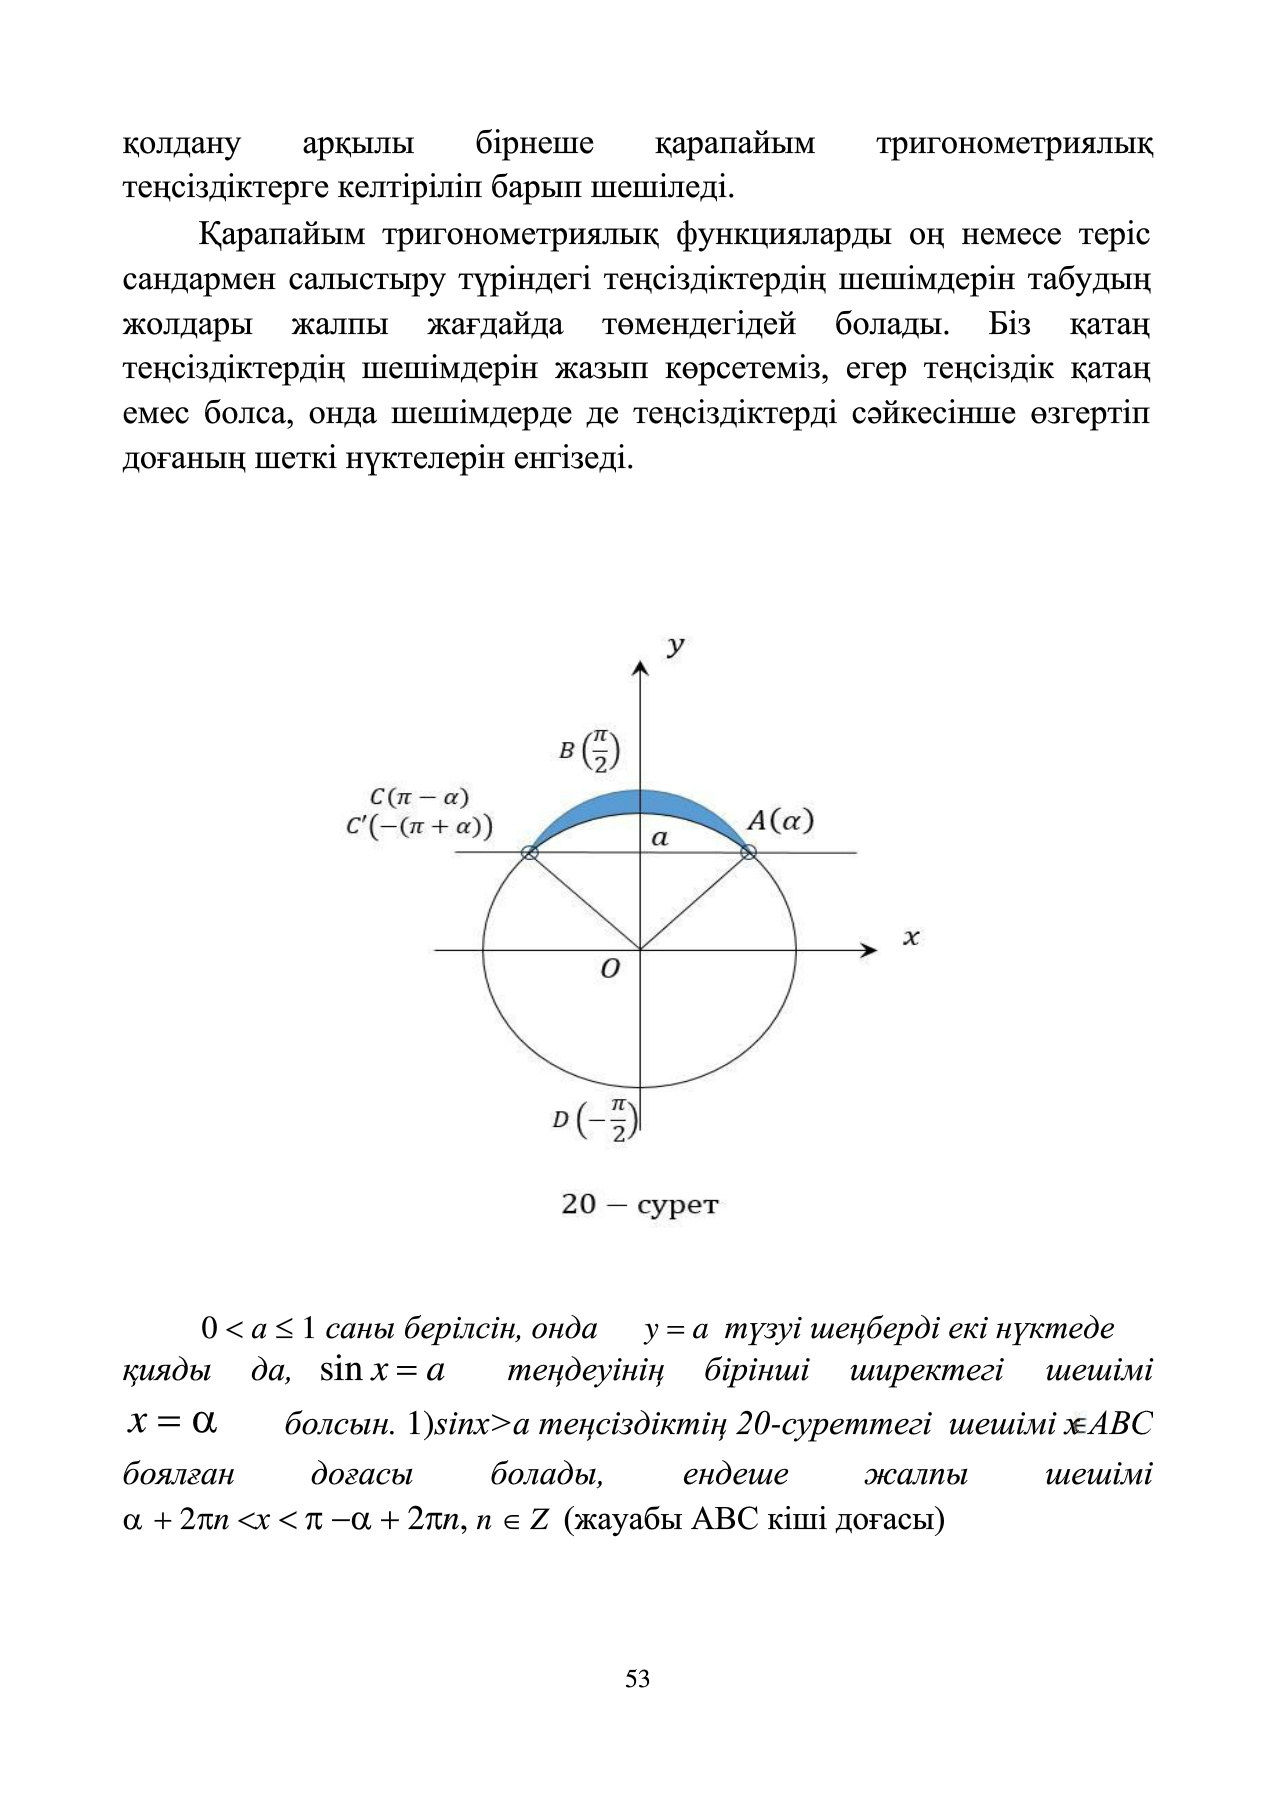 қолдану арқылы бірнеше қарапайым тригонометриялық
теңсіздіктерге келтіріліп барып шешіледі.
Қарапайым тригонометриялық функцияларды оң немесе теріс
сандармен салыстыру түріндегі теңсіздіктердің шешімдерін табудың
жолдары жалпы жағдайда төмендегідей болады. Біз қатаң
теңсіздіктердің шешімдерін жазып көрсетеміз, егер теңсіздік қатаң
емес болса, онда шешімдерде де теңсіздіктерді сәйкесінше өзгертіп
доғаның шеткі нүктелерін енгізеді.
y
B(π/2)
C(π − α)
C′(−(π + α))
A(α)
a
x
O
D(−π/2)
20 − сурет
0 < a ≤ 1 саны берілсін, онда y = a түзуі шеңберді екі нүктеде
қияды да, sin x = a теңдеуінің бірінші ширектегі шешімі
x = α болсын. 1)sinx>a теңсіздіктің 20-суреттегі шешімі x∈ABC
боялған доғасы болады, ендеше жалпы шешімі
α + 2πn <x < π −α + 2πn, n ∈ Z (жауабы ABC кіші доғасы)
53